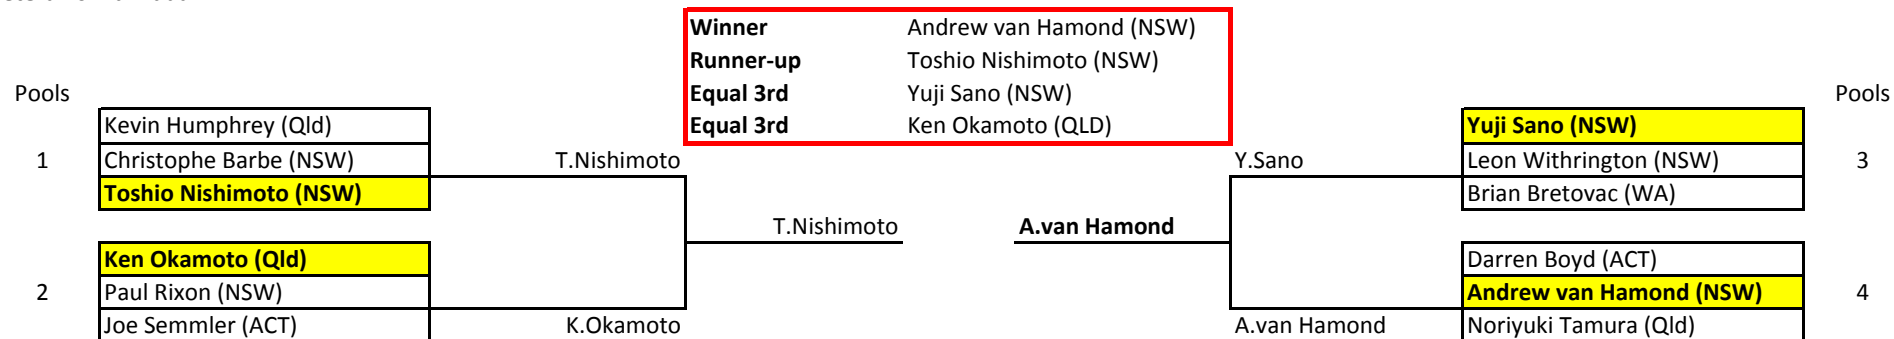 Winner Andrew van Hamond (NSW)
Runner-up Toshio Nishimoto (NSW)
Equal 3rd Yuji Sano (NSW)
Equal 3rd Ken Okamoto (QLD)
Pools
Kevin Humphrey (Qld)
1 Christophe Barbe (NSW) T.Nishimoto
Toshio Nishimoto (NSW)
Ken Okamoto (Qld)
2 Paul Rixon (NSW)
Joe Semmler (ACT) K.Okamoto
T.Nishimoto A.van Hamond
Pools
Yuji Sano (NSW)
Y.Sano Leon Withrington (NSW) 3
Brian Bretovac (WA)
Darren Boyd (ACT)
Andrew van Hamond (NSW) 4
A.van Hamond Noriyuki Tamura (Qld)